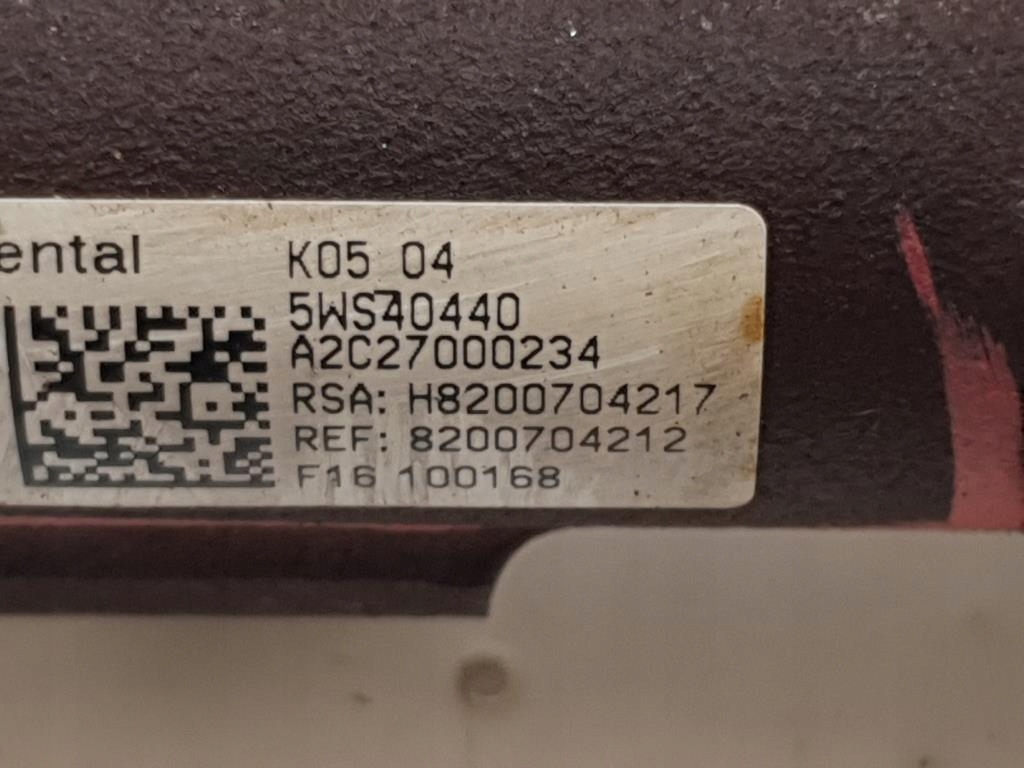 ental
K05 04
5WS40440
A2C27000234
RSA: H8200704217
REF: 8200704212
F16 100168